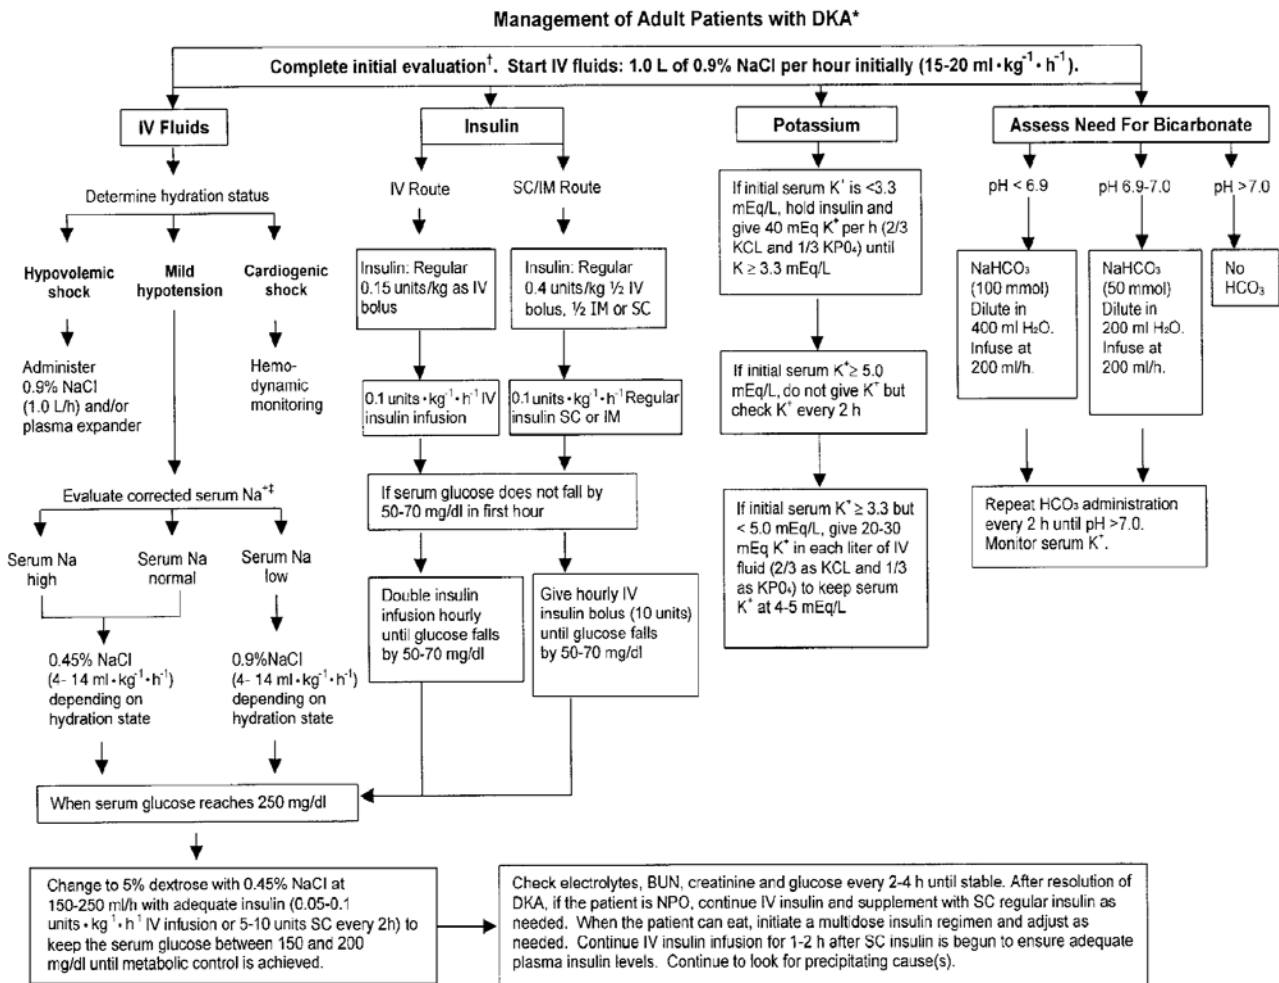 Management of Adult Patients with DKA*
Complete initial evaluation†. Start IV fluids: 1.0 L of 0.9% NaCl per hour initially (15-20 ml•kg⁻¹•h⁻¹).
IV Fluids
Determine hydration status
Hypovolemic
shock
Mild
hypotension
Cardiogenic
shock
Administer
0.9% NaCl
(1.0 L/h) and/or
plasma expander
Hemo-
dynamic
monitoring
Evaluate corrected serum Na⁺‡
Serum Na
high
Serum Na
normal
Serum Na
low
0.45% NaCl
(4- 14 ml•kg⁻¹•h⁻¹)
depending on
hydration state
0.9%NaCl
(4- 14 ml•kg⁻¹•h⁻¹)
depending on
hydration state
Insulin
IV Route
SC/IM Route
Insulin: Regular
0.15 units/kg as IV
bolus
Insulin: Regular
0.4 units/kg ½ IV
bolus, ½ IM or SC
0.1 units•kg⁻¹•h⁻¹ IV
insulin infusion
0.1 units•kg⁻¹•h⁻¹ Regular
insulin SC or IM
If serum glucose does not fall by
50-70 mg/dl in first hour
Double insulin
infusion hourly
until glucose falls
by 50-70 mg/dl
Give hourly IV
insulin bolus (10 units)
until glucose falls
by 50-70 mg/dl
Potassium
If initial serum K⁺ is <3.3
mEq/L, hold insulin and
give 40 mEq K⁺ per h (2/3
KCL and 1/3 KP0₄) until
K ≥ 3.3 mEq/L
If initial serum K⁺≥ 5.0
mEq/L, do not give K⁺ but
check K⁺ every 2 h
If initial serum K⁺ ≥ 3.3 but
< 5.0 mEq/L, give 20-30
mEq K⁺ in each liter of IV
fluid (2/3 as KCL and 1/3
as KP0₄) to keep serum
K⁺ at 4-5 mEq/L
Assess Need For Bicarbonate
pH < 6.9
pH 6.9-7.0
pH >7.0
NaHCO₃
(100 mmol)
Dilute in
400 ml H₂O.
Infuse at
200 ml/h.
NaHCO₃
(50 mmol)
Dilute in
200 ml H₂O.
Infuse at
200 ml/h.
No
HCO₃
Repeat HCO₃ administration
every 2 h until pH >7.0.
Monitor serum K⁺.
When serum glucose reaches 250 mg/dl
Change to 5% dextrose with 0.45% NaCl at
150-250 ml/h with adequate insulin (0.05-0.1
units•kg⁻¹•h⁻¹ IV infusion or 5-10 units SC every 2h) to
keep the serum glucose between 150 and 200
mg/dl until metabolic control is achieved.
Check electrolytes, BUN, creatinine and glucose every 2-4 h until stable. After resolution of
DKA, if the patient is NPO, continue IV insulin and supplement with SC regular insulin as
needed. When the patient can eat, initiate a multidose insulin regimen and adjust as
needed. Continue IV insulin infusion for 1-2 h after SC insulin is begun to ensure adequate
plasma insulin levels. Continue to look for precipitating cause(s).